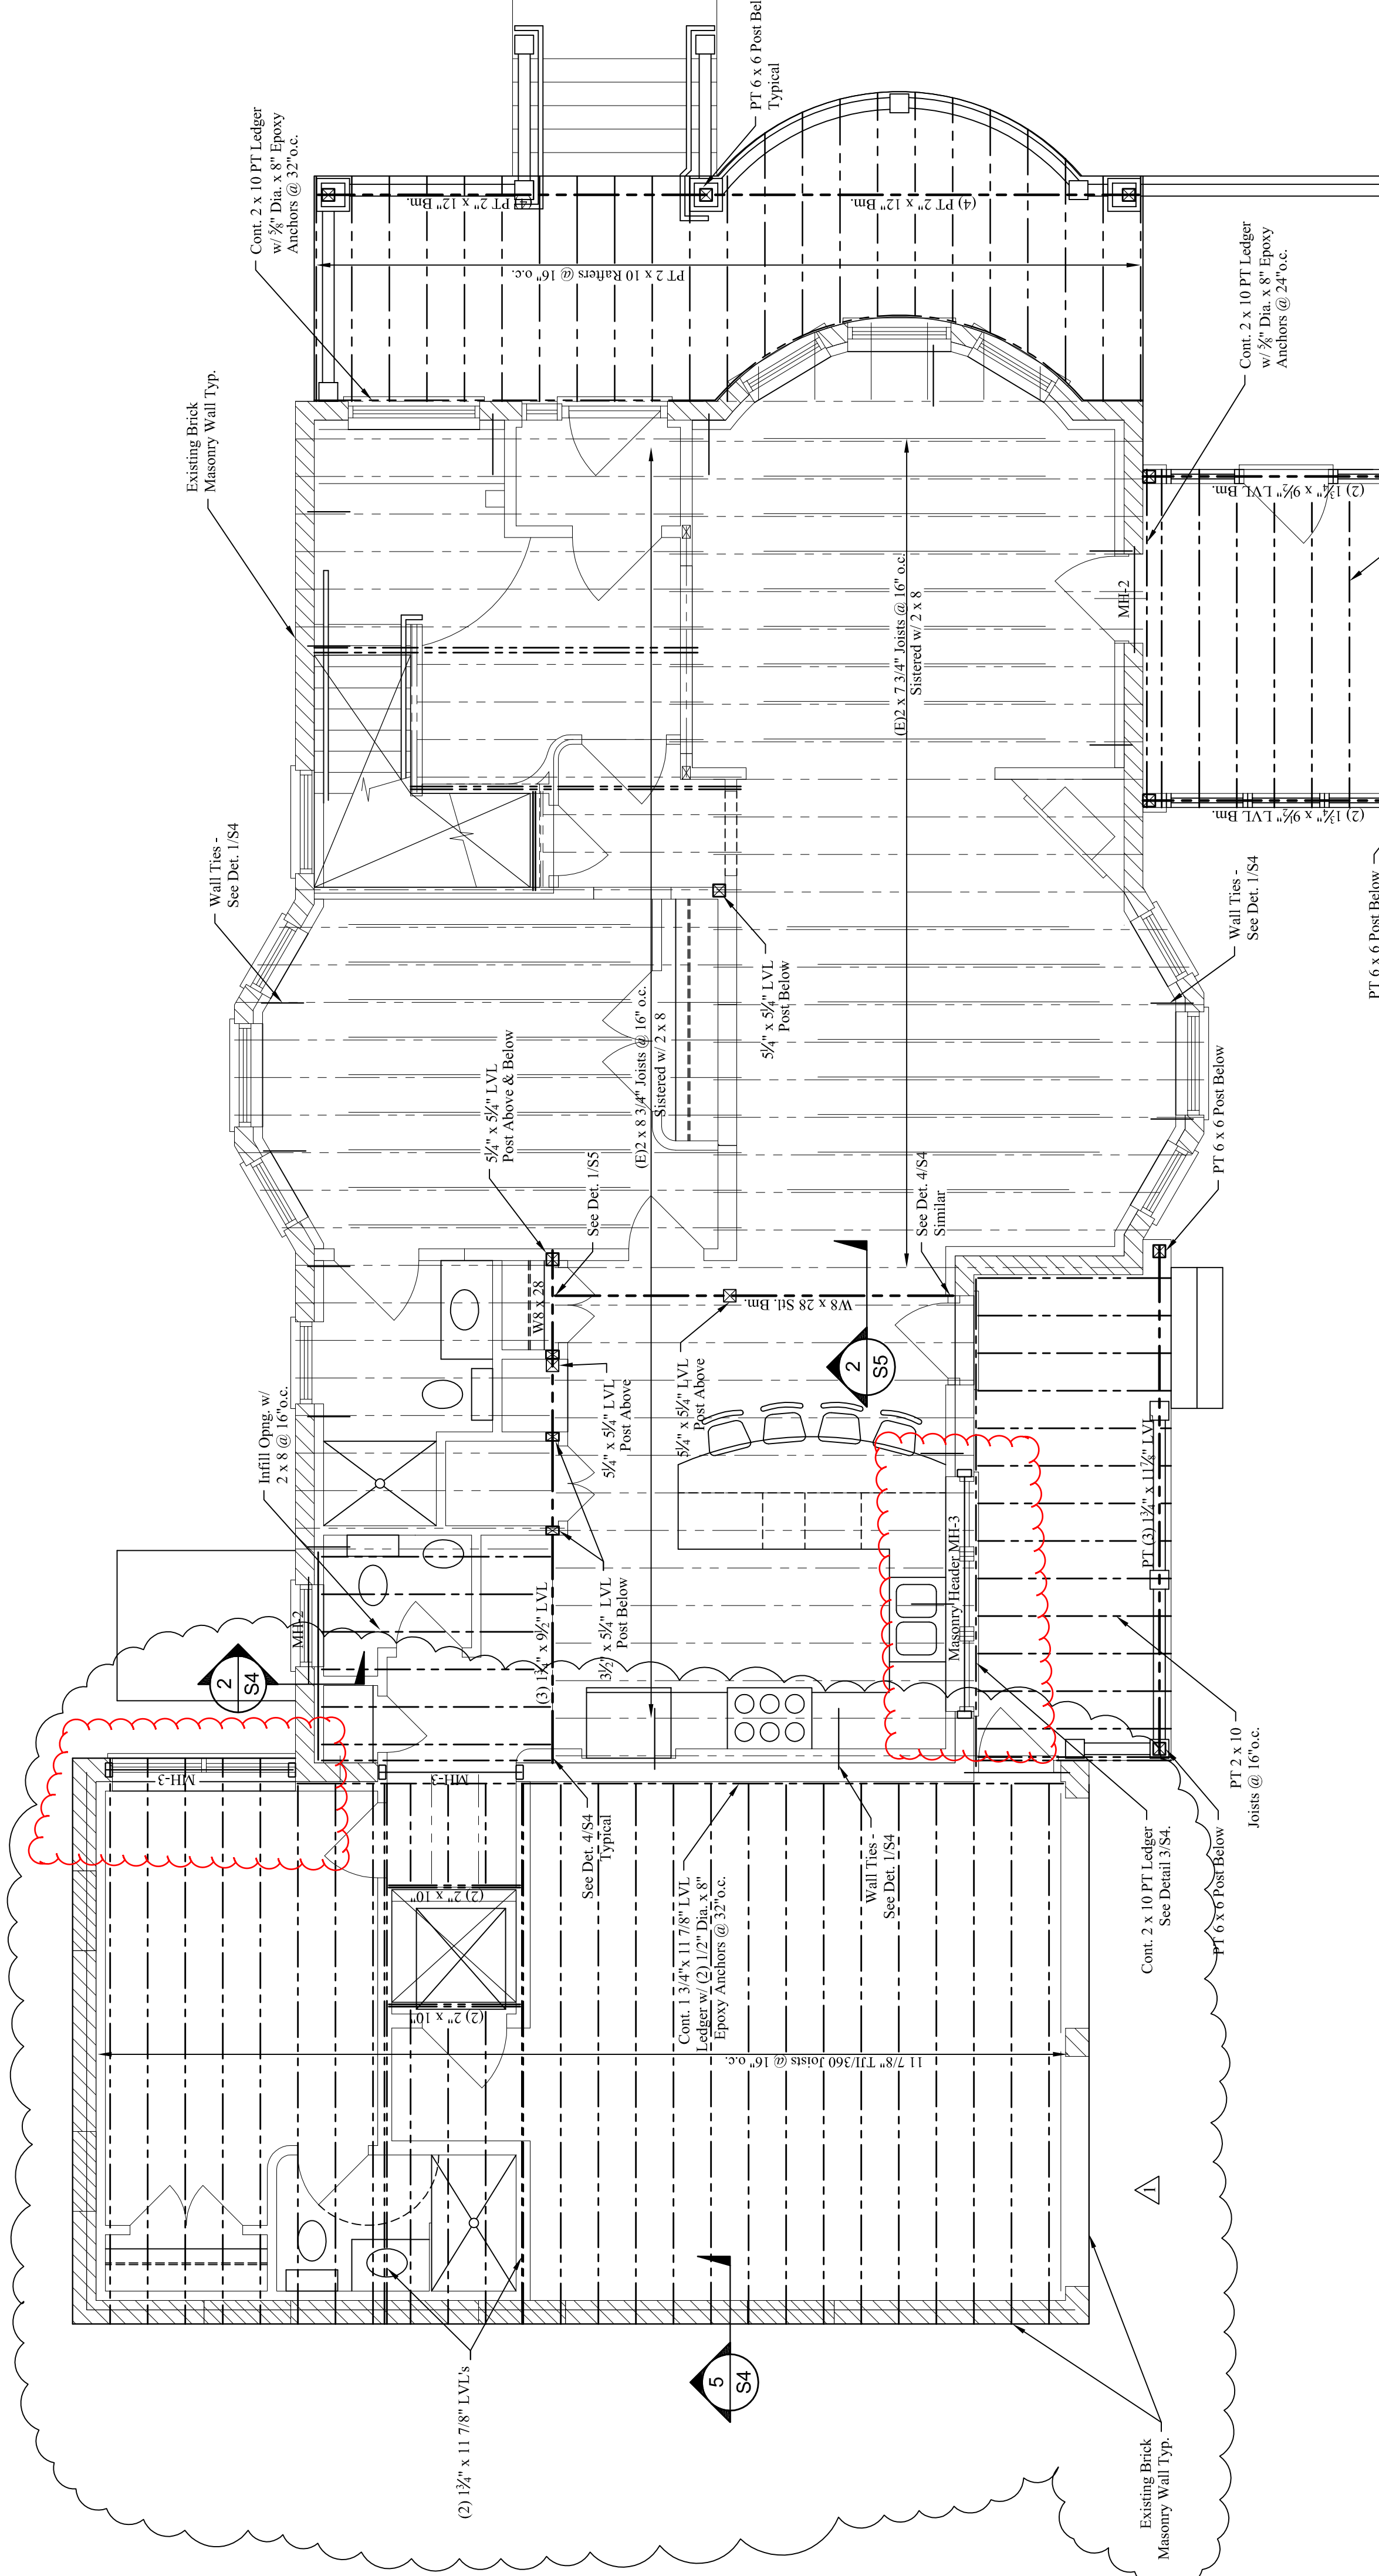 PT 6 x 6 Post Bel
Typical
Cont. 2 x 10 PT Ledger
w/ 5⁄8" Dia. x 8" Epoxy
Anchors @ 32"o.c.
(4) PT 2" x 12" Bm.
(4) PT 2" x 12" Bm.
PT 2 x 10 Rafters @ 16" o.c.
Existing Brick
Masonry Wall Typ.
Cont. 2 x 10 PT Ledger
w/ 5⁄8" Dia. x 8" Epoxy
Anchors @ 24"o.c.
(2) 1¾" x 9½" LVL Bm.
MH-2
(E)2 x 7 3/4" Joists @ 16" o.c.
Sistered w/ 2 x 8
(2) 1¾" x 9½" LVL Bm.
Wall Ties -
See Det. 1/S4
Wall Ties -
See Det. 1/S4
PT 6 x 6 Post Below
5¼" x 5¼" LVL
Post Below
(E)2 x 8 3/4" Joists @ 16" o.c.
Sistered w/ 2 x 8
5¼" x 5¼" LVL
Post Above & Below
See Det. 1/S5
See Det. 4/S4
Similar
PT 6 x 6 Post Below
W8 x 28
W8 x 28 Stl. Bm.
2
S5
5¼" x 5¼" LVL
Post Above
5¼" x 5¼" LVL
Post Above
Infill Opng. w/
2 x 8 @ 16"o.c.
MH-2
(3) 1¾" x 9½" LVL
3½" x 5¼" LVL
Post Below
Masonry Header MH-3
PT (3) 1¾" x 11⅞" LVL
2
S4
MH-3
MH-3
PT 2 x 10
Joists @ 16"o.c.
See Det. 4/S4
Typical
Wall Ties -
See Det. 1/S4
Cont. 2 x 10 PT Ledger
See Detail 3/S4.
PT 6 x 6 Post Below
(2) 2" x 10"
(2) 2" x 10"
Cont. 1 3/4"x 11 7/8" LVL
Ledger w/ (2) 1/2" Dia. x 8"
Epoxy Anchors @ 32"o.c.
11 7/8" TJI/360 Joists @ 16" o.c.
1
(2) 1¾" x 11 7/8" LVL's
5
S4
Existing Brick
Masonry Wall Typ.